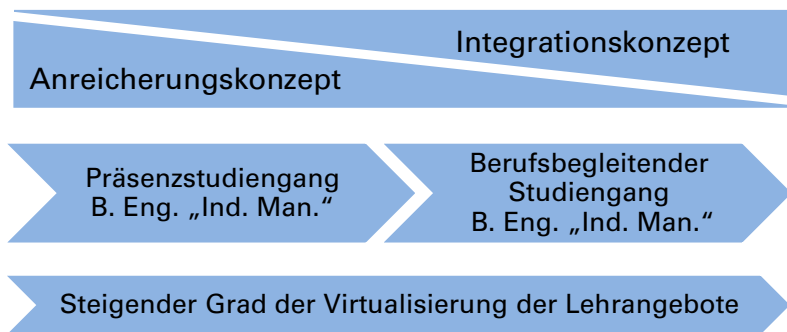 Integrationskonzept
Anreicherungskonzept
Präsenzstudiengang
B. Eng. „Ind. Man.“
Berufsbegleitender
Studiengang
B. Eng. „Ind. Man.“
Steigender Grad der Virtualisierung der Lehrangebote